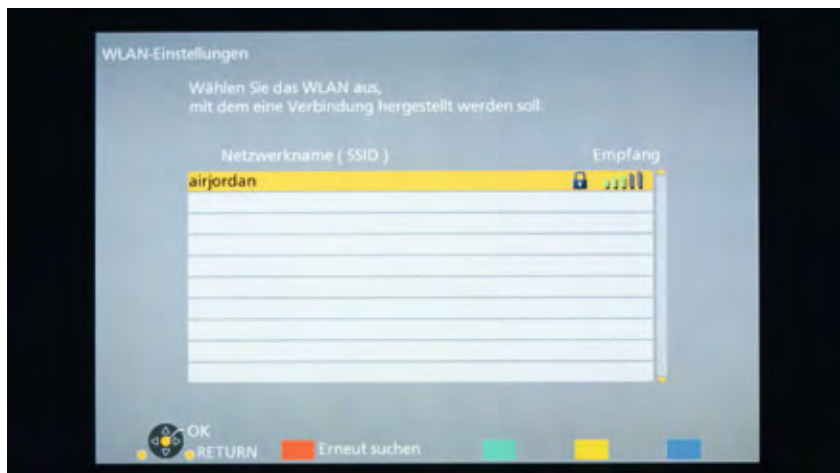 WLAN-Einstellungen
Wählen Sie das WLAN aus,
mit dem eine Verbindung hergestellt werden soll.
Netzwerkname ( SSID ) Empfang
airjordan
OK
RETURN Erneut suchen